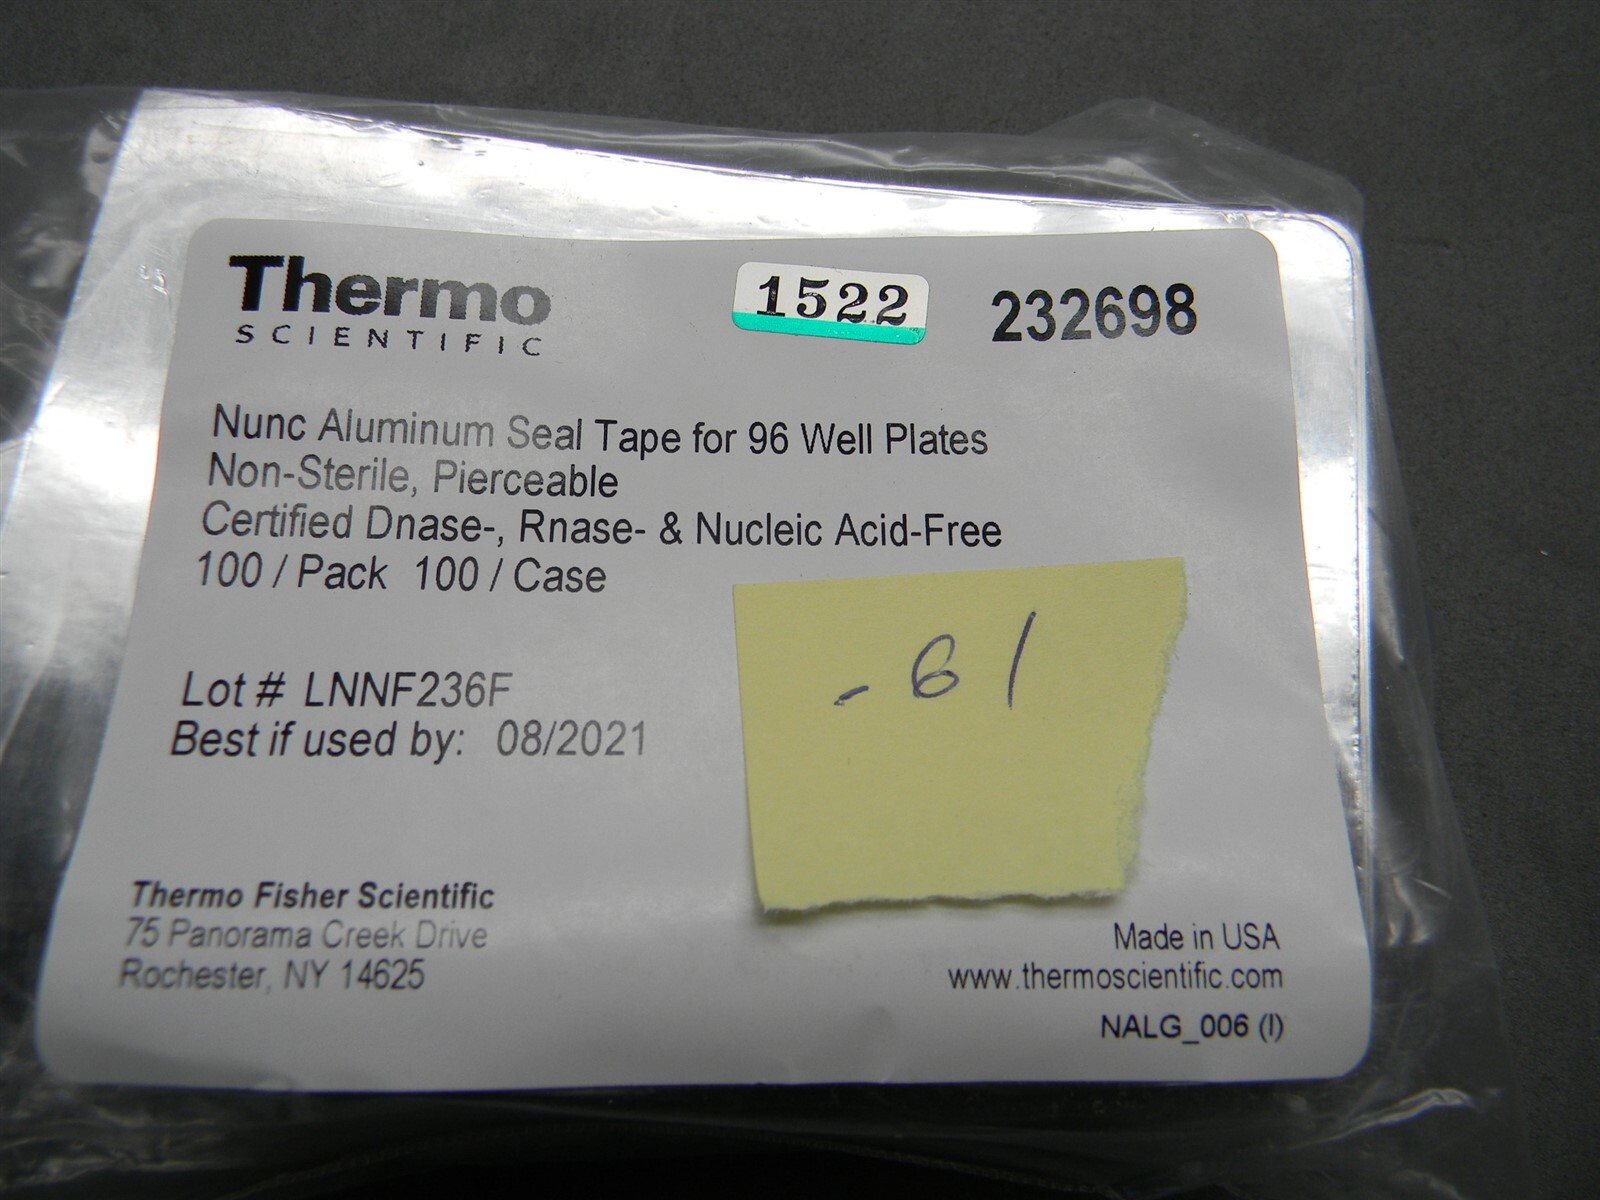 Thermo
SCIENTIFIC
1522
232698
Nunc Aluminum Seal Tape for 96 Well Plates
Non-Sterile, Pierceable
Certified Dnase-, Rnase- & Nucleic Acid-Free
100 / Pack 100 / Case
- 61
Lot # LNNF236F
Best if used by: 08/2021
Thermo Fisher Scientific
75 Panorama Creek Drive
Rochester, NY 14625
Made in USA
www.thermoscientific.com
NALG_006 (I)